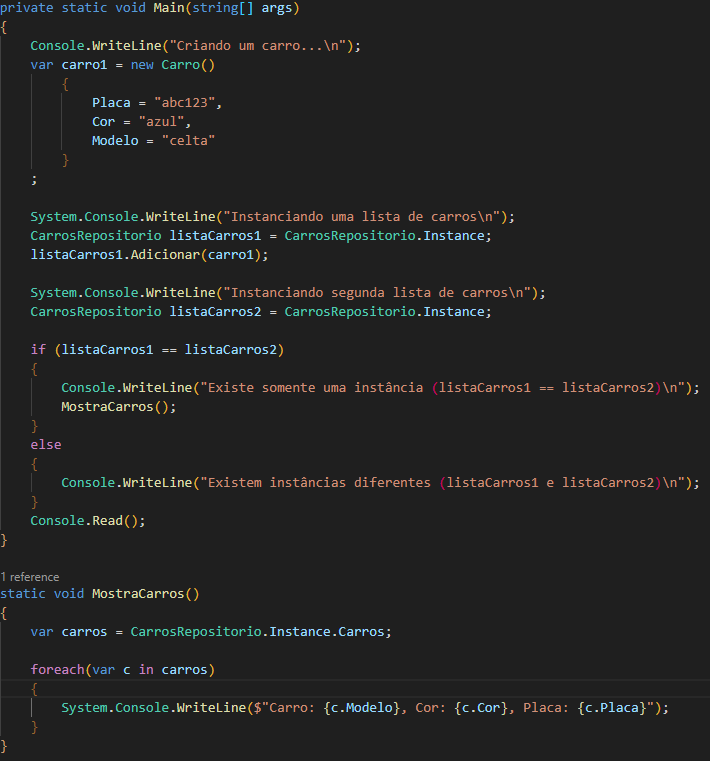 private static void Main(string[] args)
{
    Console.WriteLine("Criando um carro...\n");
    var carro1 = new Carro()
        {
            Placa = "abc123",
            Cor = "azul",
            Modelo = "celta"
        }
    ;

    System.Console.WriteLine("Instanciando uma lista de carros\n");
    CarrosRepositorio listaCarros1 = CarrosRepositorio.Instance;
    listaCarros1.Adicionar(carro1);

    System.Console.WriteLine("Instanciando segunda lista de carros\n");
    CarrosRepositorio listaCarros2 = CarrosRepositorio.Instance;

    if (listaCarros1 == listaCarros2)
    {
        Console.WriteLine("Existe somente uma instância (listaCarros1 == listaCarros2)\n");
        MostraCarros();
    }
    else
    {
        Console.WriteLine("Existem instâncias diferentes (listaCarros1 e listaCarros2)\n");
    }
    Console.Read();
}

1 reference
static void MostraCarros()
{
    var carros = CarrosRepositorio.Instance.Carros;

    foreach(var c in carros)
    {
        System.Console.WriteLine($"Carro: {c.Modelo}, Cor: {c.Cor}, Placa: {c.Placa}");
    }
}